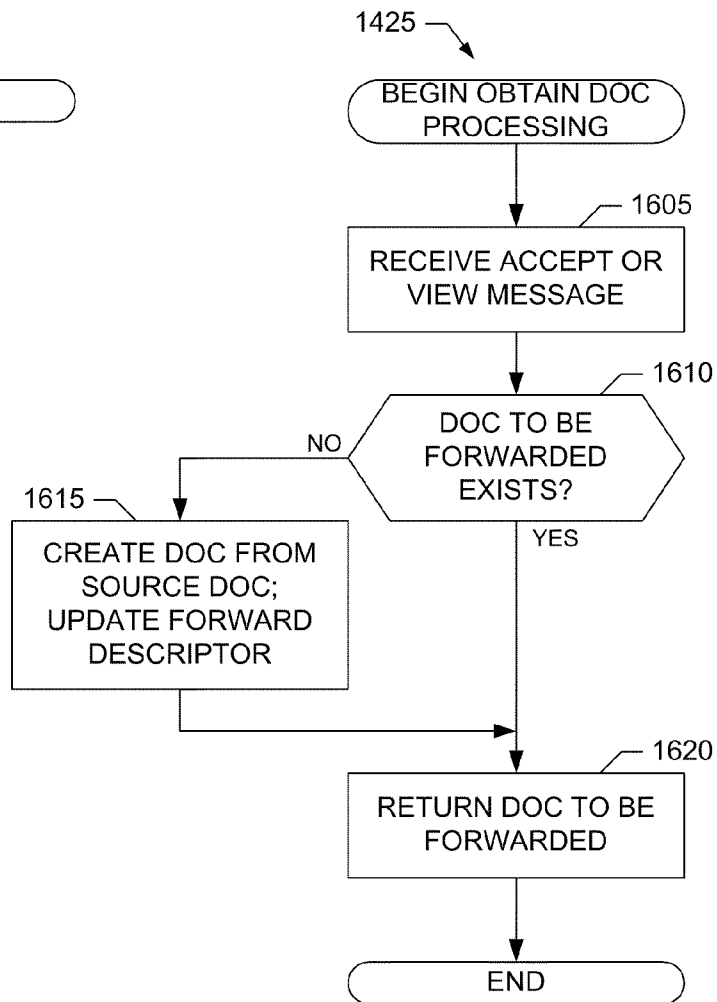 1425
BEGIN OBTAIN DOC
PROCESSING
1605
RECEIVE ACCEPT OR
VIEW MESSAGE
1610
DOC TO BE
FORWARDED
EXISTS?
NO
YES
1615
CREATE DOC FROM
SOURCE DOC;
UPDATE FORWARD
DESCRIPTOR
1620
RETURN DOC TO BE
FORWARDED
END